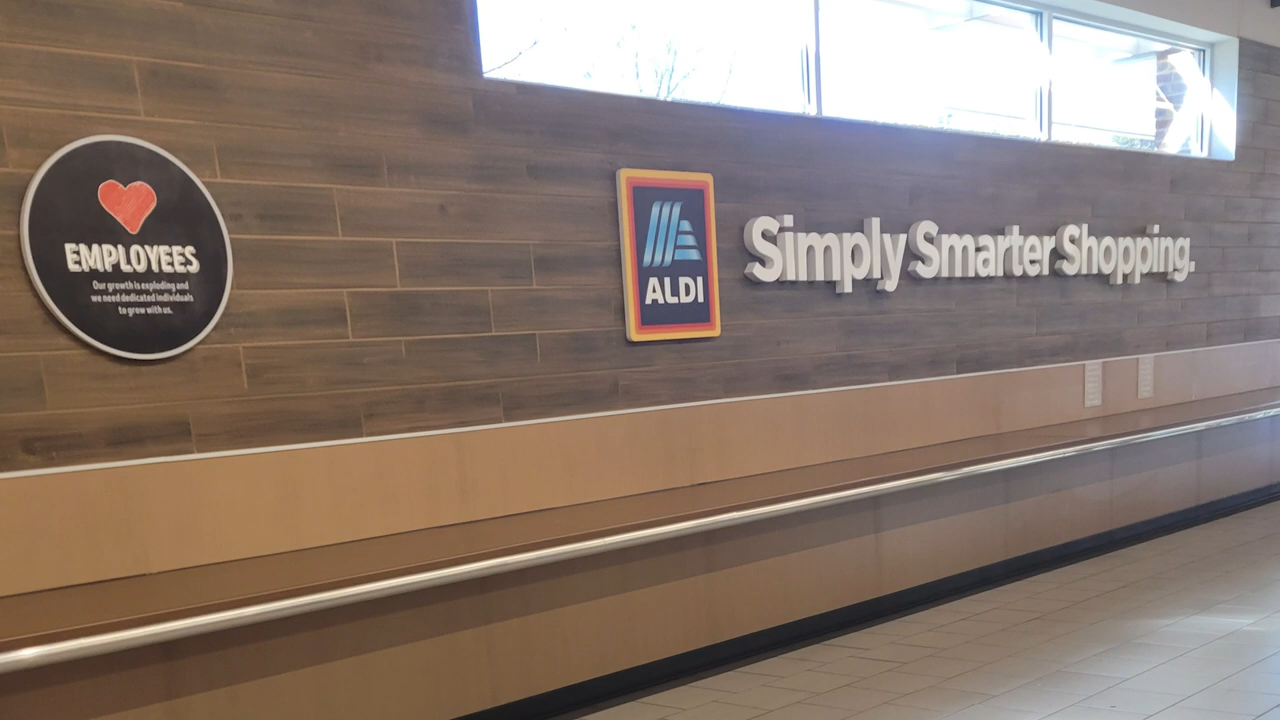 EMPLOYEES
Our growth is exploding and
we need dedicated individuals
to grow with us.
ALDI
Simply Smarter Shopping.